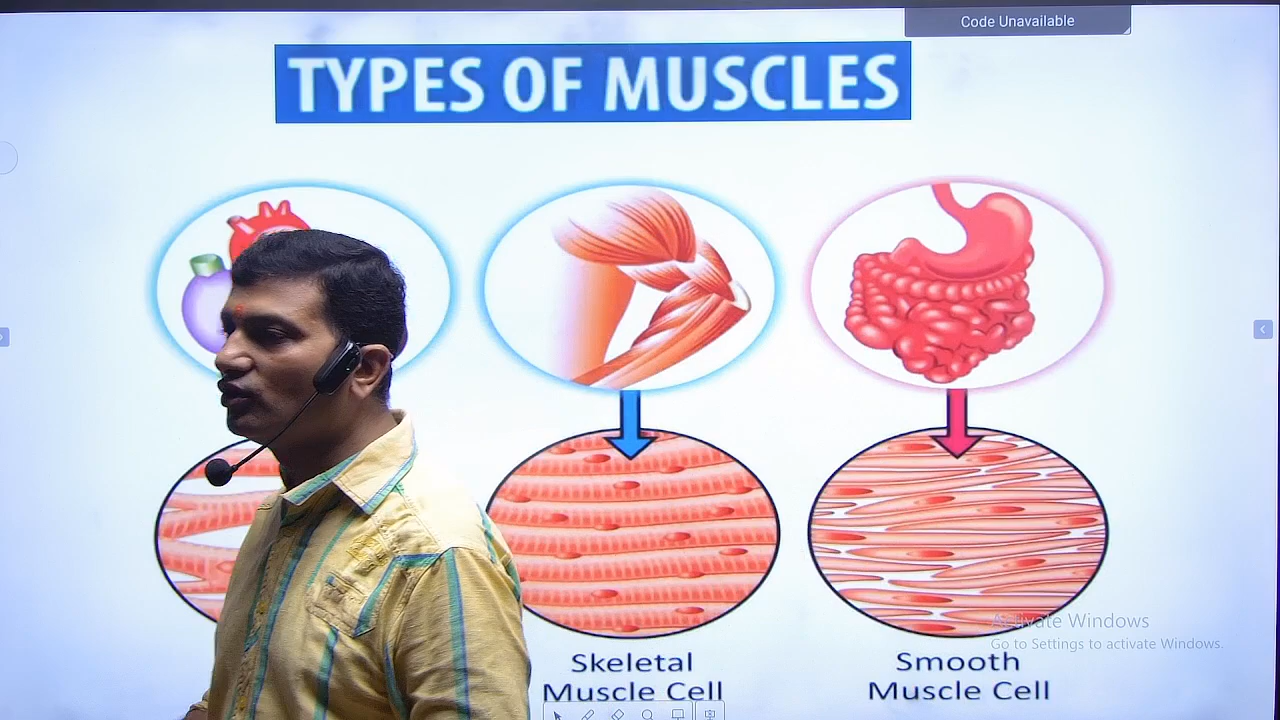 Code Unavailable
TYPES OF MUSCLES
Activate Windows
Go to Settings to activate Windows.
Skeletal
Muscle Cell
Smooth
Muscle Cell